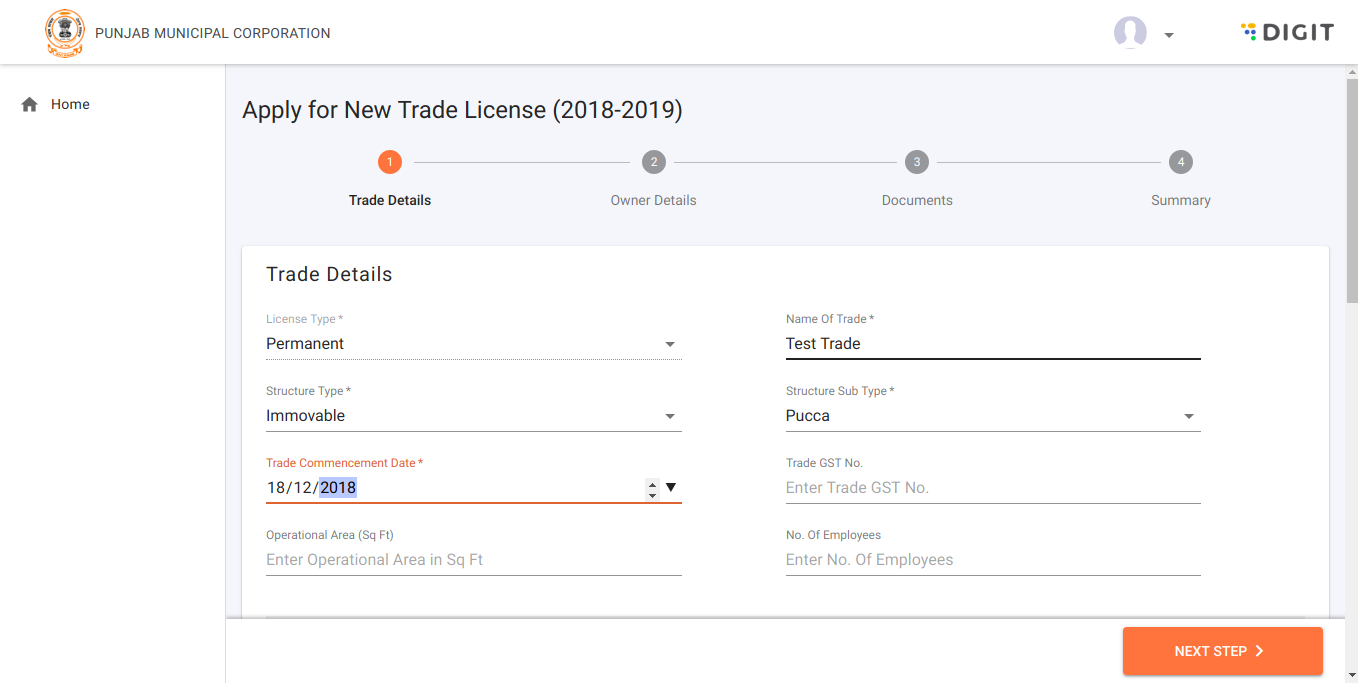 PUNJAB MUNICIPAL CORPORATION
DIGIT
Home
Apply for New Trade License (2018-2019)
1
2
3
4
Trade Details
Owner Details
Documents
Summary
Trade Details
License Type *
Name Of Trade *
Permanent
Test Trade
Structure Type *
Structure Sub Type *
Immovable
Pucca
Trade Commencement Date *
Trade GST No.
18/12/2018
Enter Trade GST No.
Operational Area (Sq Ft)
No. Of Employees
Enter Operational Area in Sq Ft
Enter No. Of Employees
NEXT STEP